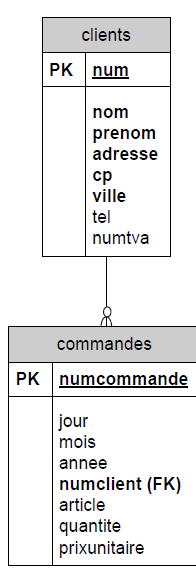 clients
PK num
nom
prenom
adresse
cp
ville
tel
numtva
commandes
PK numcommande
jour
mois
annee
numclient (FK)
article
quantite
prixunitaire